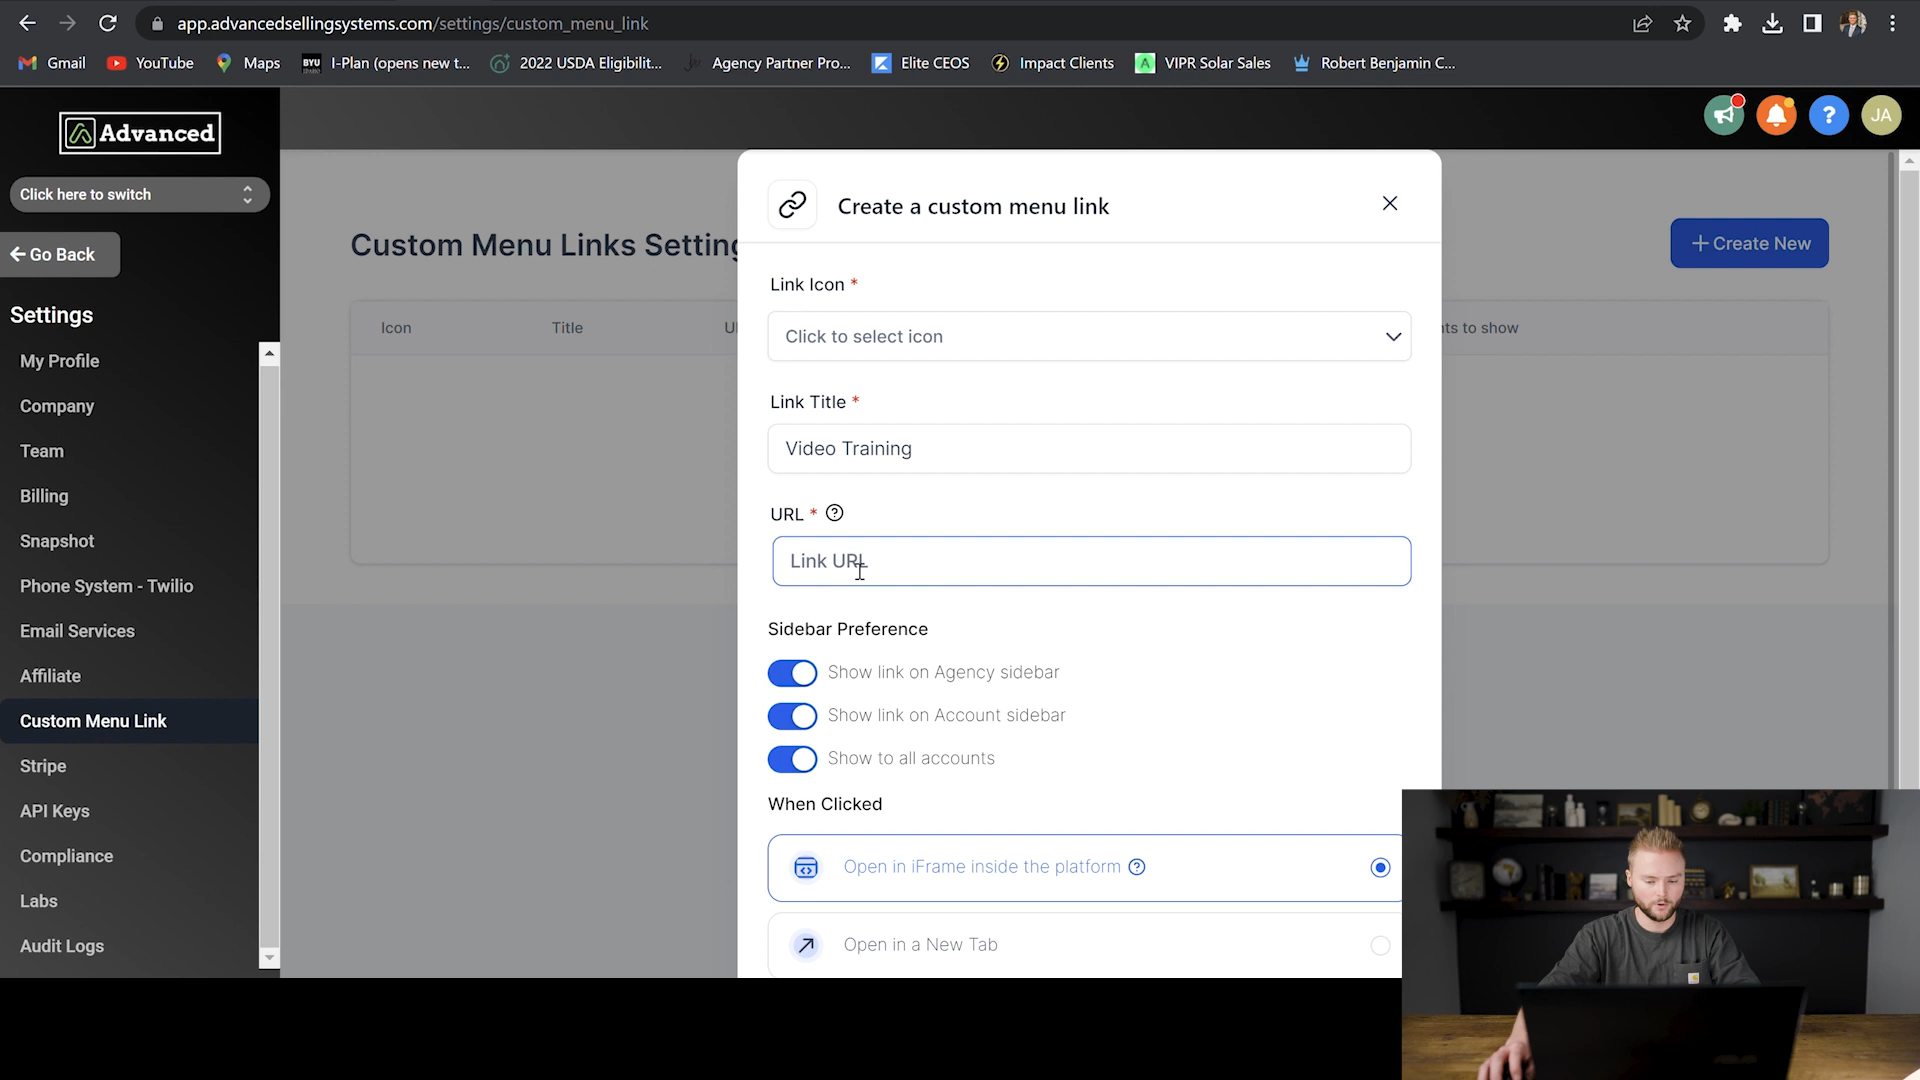 app.advancedsellingsystems.com/settings/custom_menu_link
Gmail
YouTube
Maps
BYU
IDAHO
I-Plan (opens new t...
2022 USDA Eligibilit...
Agency Partner Pro...
Elite CEOS
Impact Clients
A
VIPR Solar Sales
Robert Benjamin C...
Advanced
?
JA
Click here to switch
Go Back
Settings
My Profile
Company
Team
Billing
Snapshot
Phone System - Twilio
Email Services
Affiliate
Custom Menu Link
Stripe
API Keys
Compliance
Labs
Audit Logs
Custom Menu Links Setting
+ Create New
Icon
Title
U
ts to show
Create a custom menu link
Link Icon *
Click to select icon
Link Title *
Video Training
URL * ?
Link URL
Sidebar Preference
Show link on Agency sidebar
Show link on Account sidebar
Show to all accounts
When Clicked
Open in iFrame inside the platform ?
Open in a New Tab